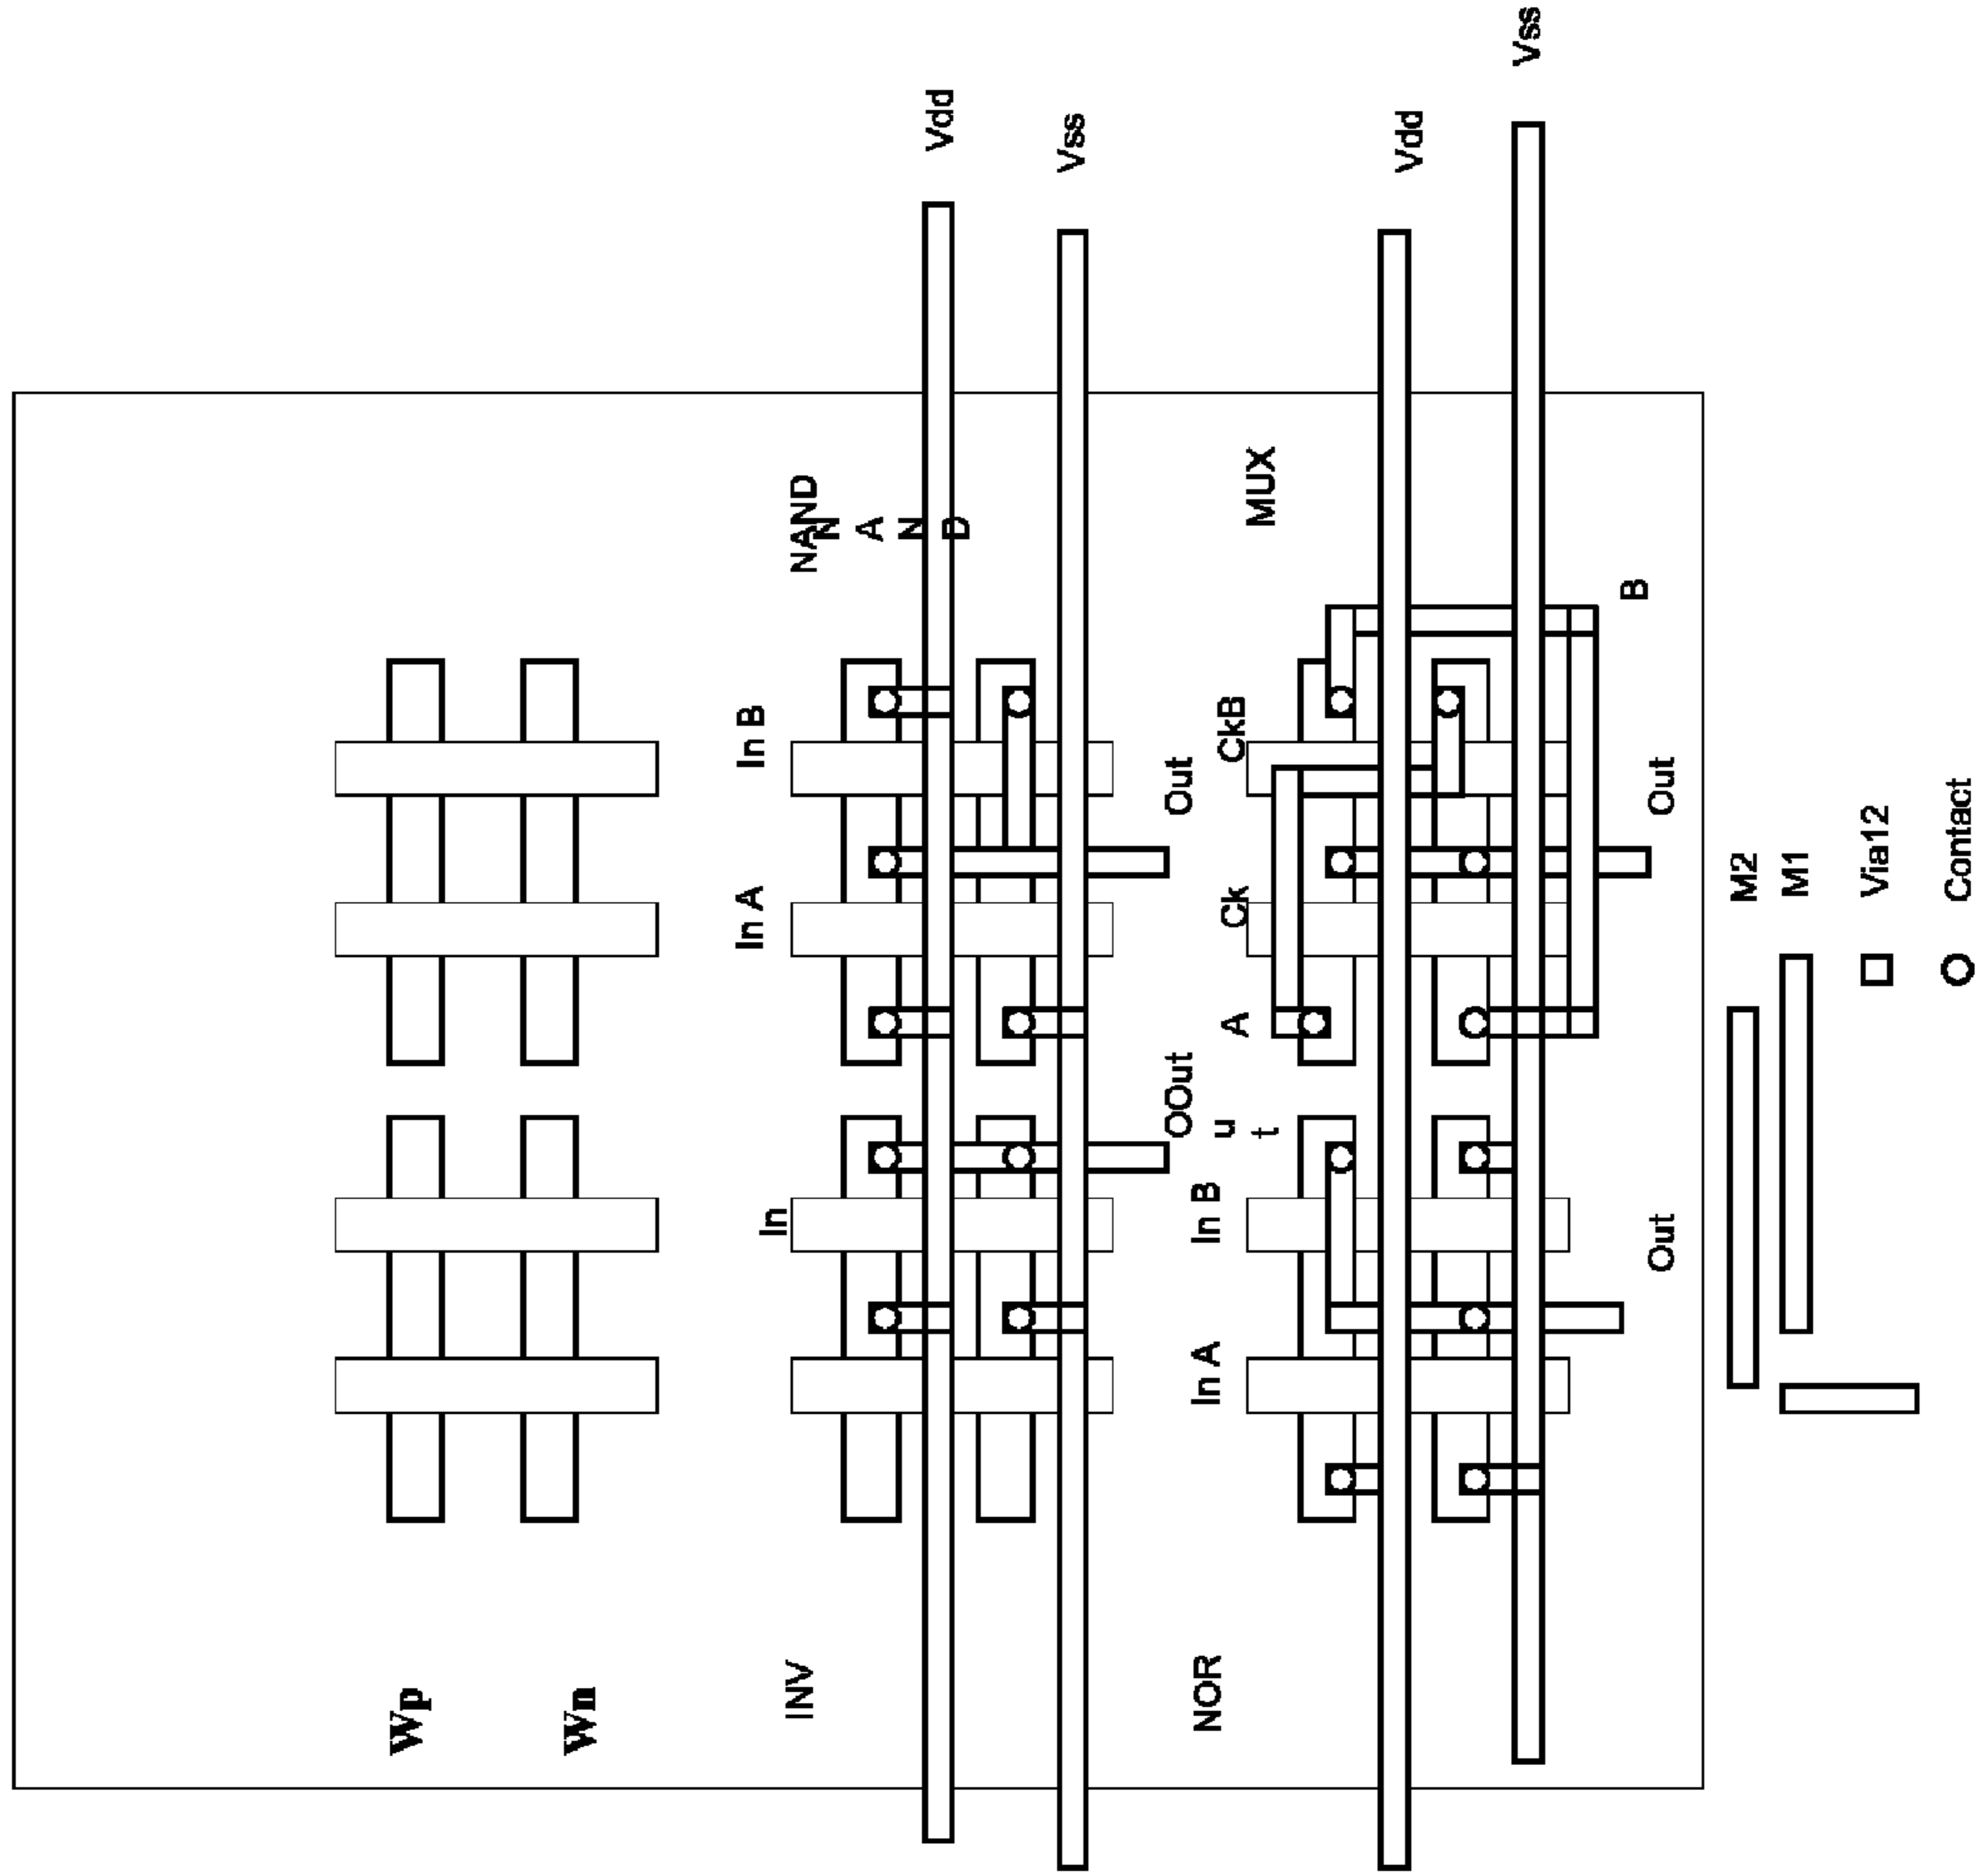 Wp
Wn
INV
In
In A
In B
NAND
N
A
N
D
Vdd
Vss
OOut
u
t
Out
NOR
In A
In B
A
Ck
CkB
MUX
Vdd
Vss
Out
Out
B
M2
M1
Via12
Contact